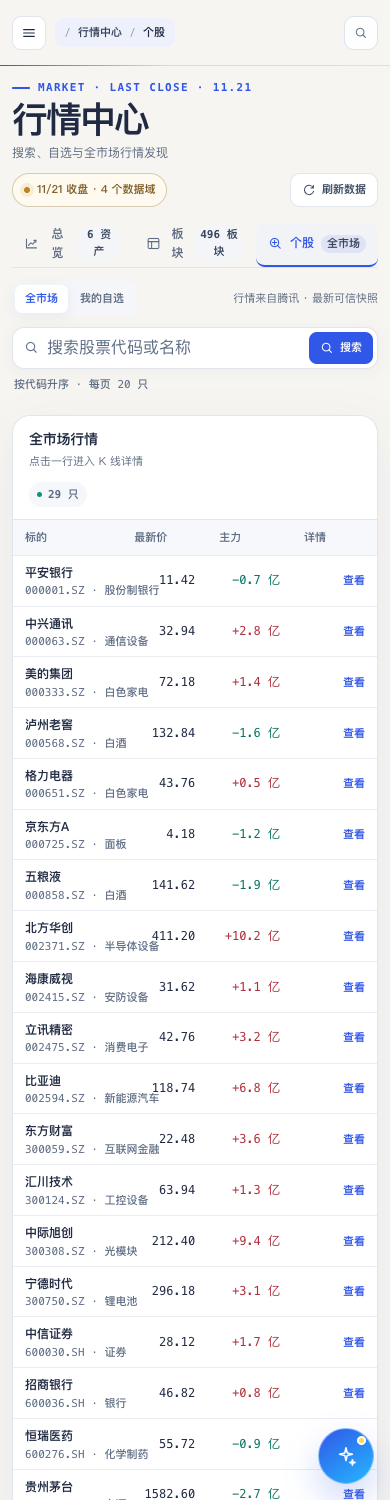 / 行情中心 / 个股
MARKET · LAST CLOSE · 11.21
行情中心
搜索、自选与全市场行情发现
11/21 收盘 · 4 个数据域
刷新数据
总览 6 资产 板块 496 板块 个股 全市场
全市场 我的自选 行情来自腾讯 · 最新可信快照
搜索股票代码或名称 搜索
按代码升序 · 每页 20 只
全市场行情
点击一行进入 K 线详情
29 只
标的 最新价 主力 详情
平安银行 11.42 −0.7 亿 查看
000001.SZ · 股份制银行
中兴通讯 32.94 +2.8 亿 查看
000063.SZ · 通信设备
美的集团 72.18 +1.4 亿 查看
000333.SZ · 白色家电
泸州老窖 132.84 −1.6 亿 查看
000568.SZ · 白酒
格力电器 43.76 +0.5 亿 查看
000651.SZ · 白色家电
京东方A 4.18 −1.2 亿 查看
000725.SZ · 面板
五粮液 141.62 −1.9 亿 查看
000858.SZ · 白酒
北方华创 411.20 +10.2 亿 查看
002371.SZ · 半导体设备
海康威视 31.62 +1.1 亿 查看
002415.SZ · 安防设备
立讯精密 42.76 +3.2 亿 查看
002475.SZ · 消费电子
比亚迪 118.74 +6.8 亿 查看
002594.SZ · 新能源汽车
东方财富 22.48 +3.6 亿 查看
300059.SZ · 互联网金融
汇川技术 63.94 +1.3 亿 查看
300124.SZ · 工控设备
中际旭创 212.40 +9.4 亿 查看
300308.SZ · 光模块
宁德时代 296.18 +3.1 亿 查看
300750.SZ · 锂电池
中信证券 28.12 +1.7 亿 查看
600030.SH · 证券
招商银行 46.82 +0.8 亿 查看
600036.SH · 银行
恒瑞医药 55.72 −0.9 亿
600276.SH · 化学制药
贵州茅台 1582.60 −2.7 亿 查看